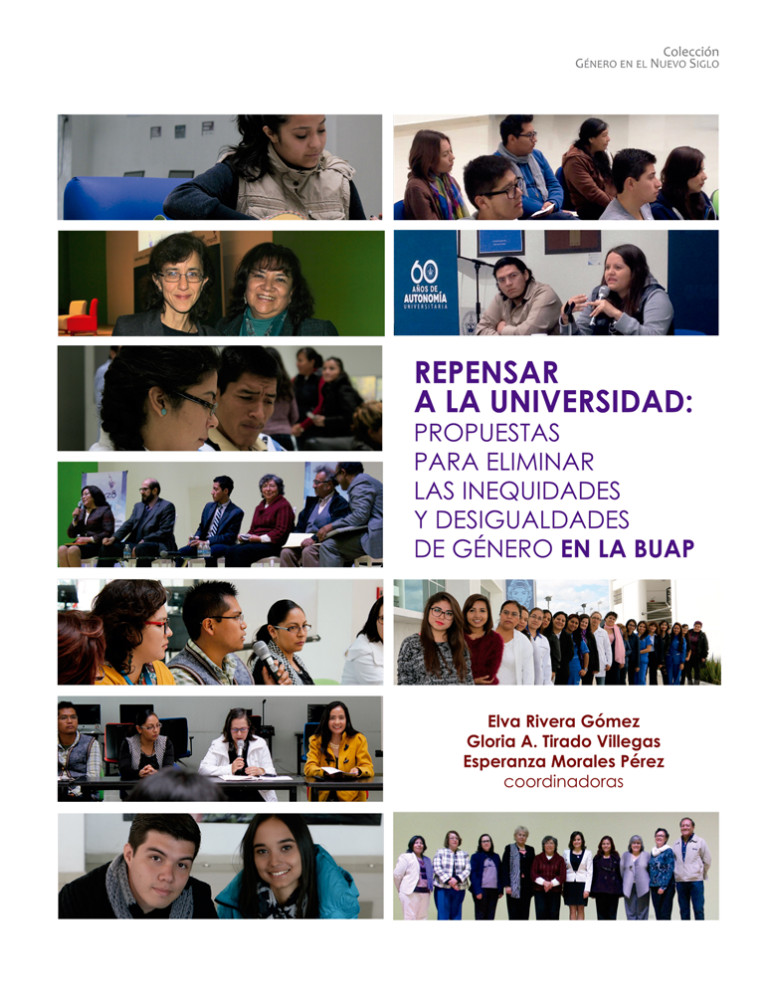 Colección
GÉNERO EN EL NUEVO SIGLO
60
AÑOS DE
AUTONOMÍA
UNIVERSITARIA
REPENSAR
A LA UNIVERSIDAD:
PROPUESTAS
PARA ELIMINAR
LAS INEQUIDADES
Y DESIGUALDADES
DE GÉNERO EN LA BUAP
Elva Rivera Gómez
Gloria A. Tirado Villegas
Esperanza Morales Pérez
coordinadoras